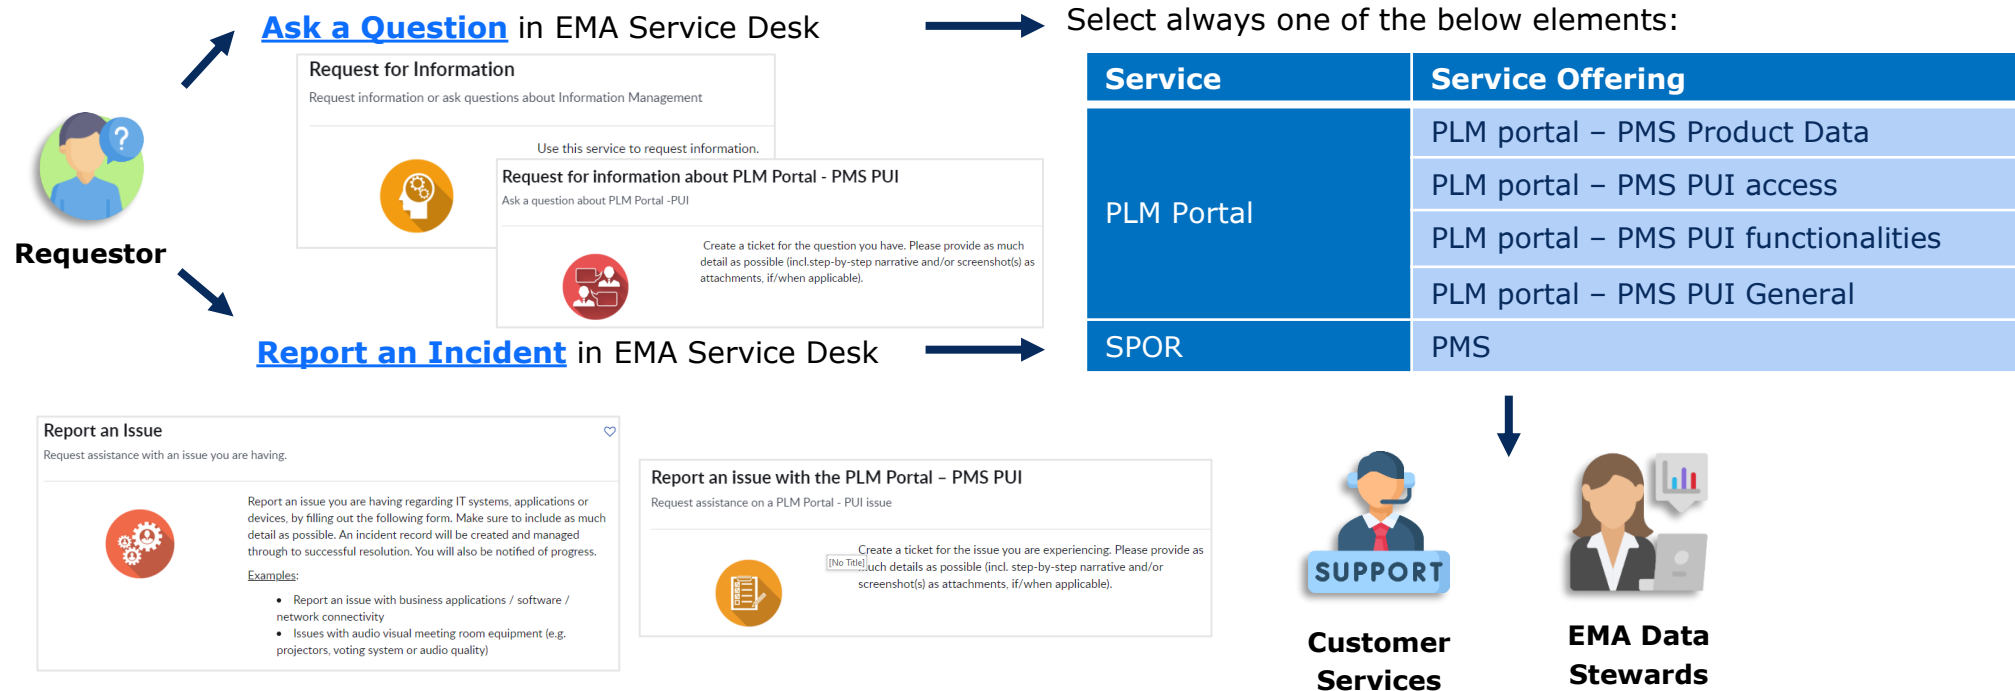 Ask a Question in EMA Service Desk
Select always one of the below elements:
Request for Information
Request information or ask questions about Information Management
Use this service to request information.
Request for information about PLM Portal - PMS PUI
Ask a question about PLM Portal -PUI
Create a ticket for the question you have. Please provide as much
detail as possible (incl.step-by-step narrative and/or screenshot(s) as
attachments, if/when applicable).
?
Requestor
Service
Service Offering
PLM Portal
PLM portal – PMS Product Data
PLM portal – PMS PUI access
PLM portal – PMS PUI functionalities
PLM portal – PMS PUI General
SPOR
PMS
Report an Incident in EMA Service Desk
Report an Issue
Request assistance with an issue you are having.
Report an issue you are having regarding IT systems, applications or
devices, by filling out the following form. Make sure to include as much
detail as possible. An incident record will be created and managed
through to successful resolution. You will also be notified of progress.
Examples:
• Report an issue with business applications / software /
network connectivity
• Issues with audio visual meeting room equipment (e.g.
projectors, voting system or audio quality)
Report an issue with the PLM Portal – PMS PUI
Request assistance on a PLM Portal - PUI issue
Create a ticket for the issue you are experiencing. Please provide as
[No Title]
much details as possible (incl. step-by-step narrative and/or
screenshot(s) as attachments, if/when applicable).
SUPPORT
Customer
Services
EMA Data
Stewards